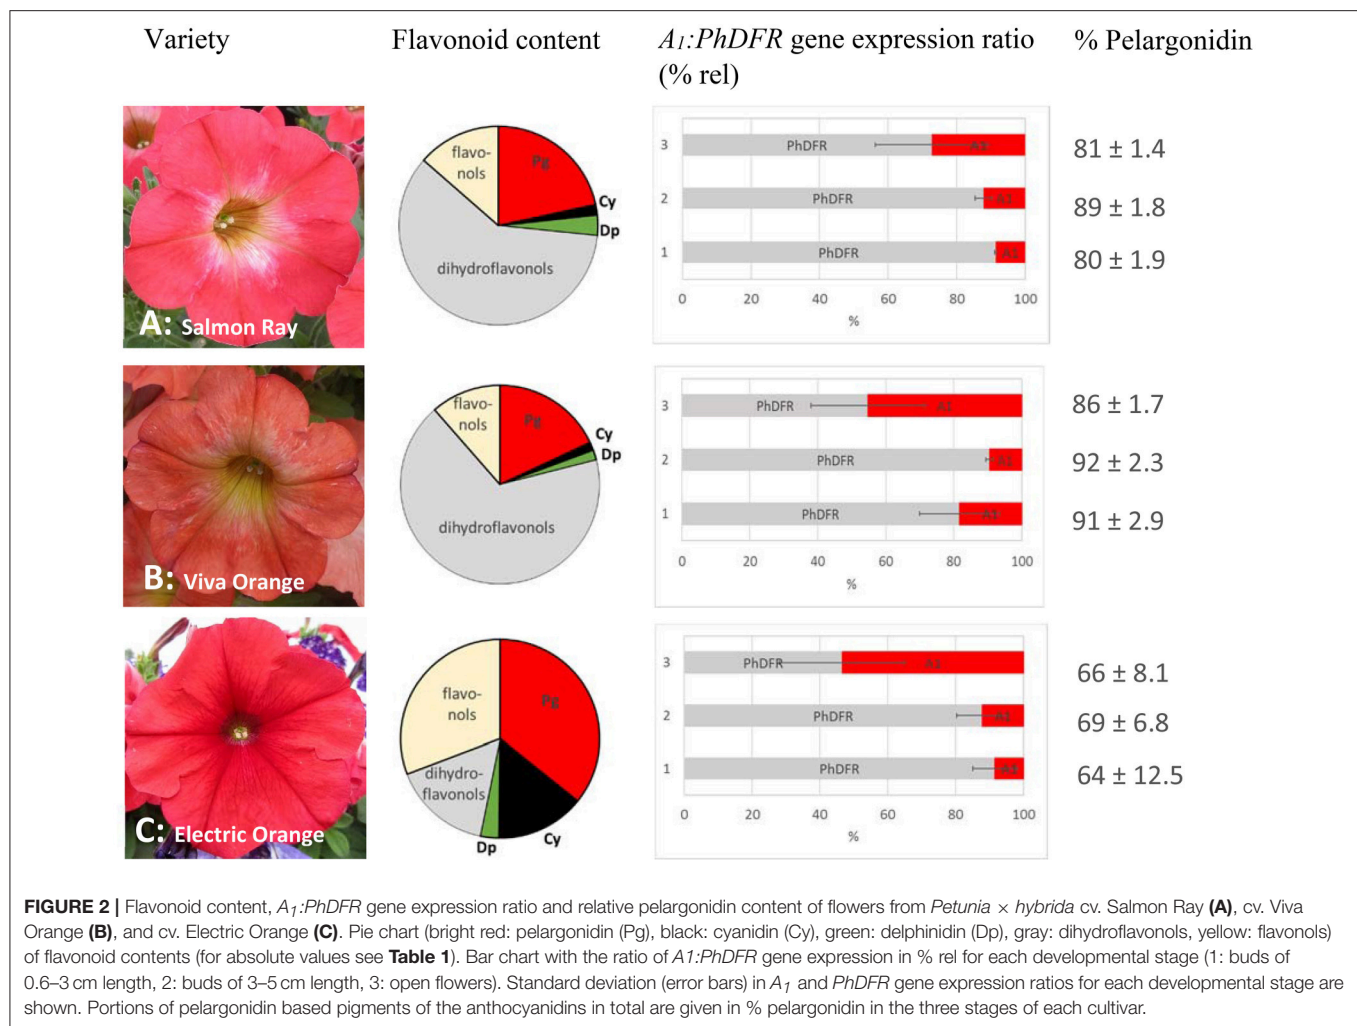 Variety
Flavonoid content
A1:PhDFR gene expression ratio
(% rel)
% Pelargonidin
A: Salmon Ray
flavo-
nols
Pg
Cy
Dp
dihydroflavonols
3 PhDFR A1
2 PhDFR A1
1 PhDFR A1
0 20 40 60 80 100
%
81 ± 1.4
89 ± 1.8
80 ± 1.9
B: Viva Orange
flavo-
nols
Pg
Cy
Dp
dihydroflavonols
3 PhDFR A1
2 PhDFR A1
1 PhDFR A1
0 20 40 60 80 100
%
86 ± 1.7
92 ± 2.3
91 ± 2.9
C: Electric Orange
flavo-
nols
Pg
dihydro-
flavonols
Dp
Cy
3 PhDFR A1
2 PhDFR A1
1 PhDFR A1
0 20 40 60 80 100
%
66 ± 8.1
69 ± 6.8
64 ± 12.5
FIGURE 2 | Flavonoid content, A1:PhDFR gene expression ratio and relative pelargonidin content of flowers from Petunia × hybrida cv. Salmon Ray (A), cv. Viva
Orange (B), and cv. Electric Orange (C). Pie chart (bright red: pelargonidin (Pg), black: cyanidin (Cy), green: delphinidin (Dp), gray: dihydroflavonols, yellow: flavonols)
of flavonoid contents (for absolute values see Table 1). Bar chart with the ratio of A1:PhDFR gene expression in % rel for each developmental stage (1: buds of
0.6–3 cm length, 2: buds of 3–5 cm length, 3: open flowers). Standard deviation (error bars) in A1 and PhDFR gene expression ratios for each developmental stage are
shown. Portions of pelargonidin based pigments of the anthocyanidins in total are given in % pelargonidin in the three stages of each cultivar.